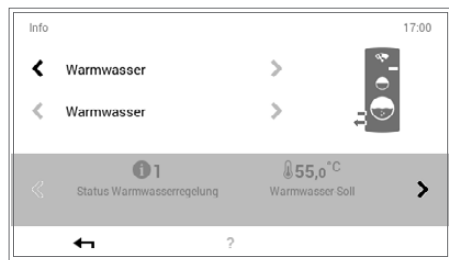 Info 17:00
Warmwasser
Warmwasser
1 55,0°C
Status Warmwasserregelung Warmwasser Soll
?